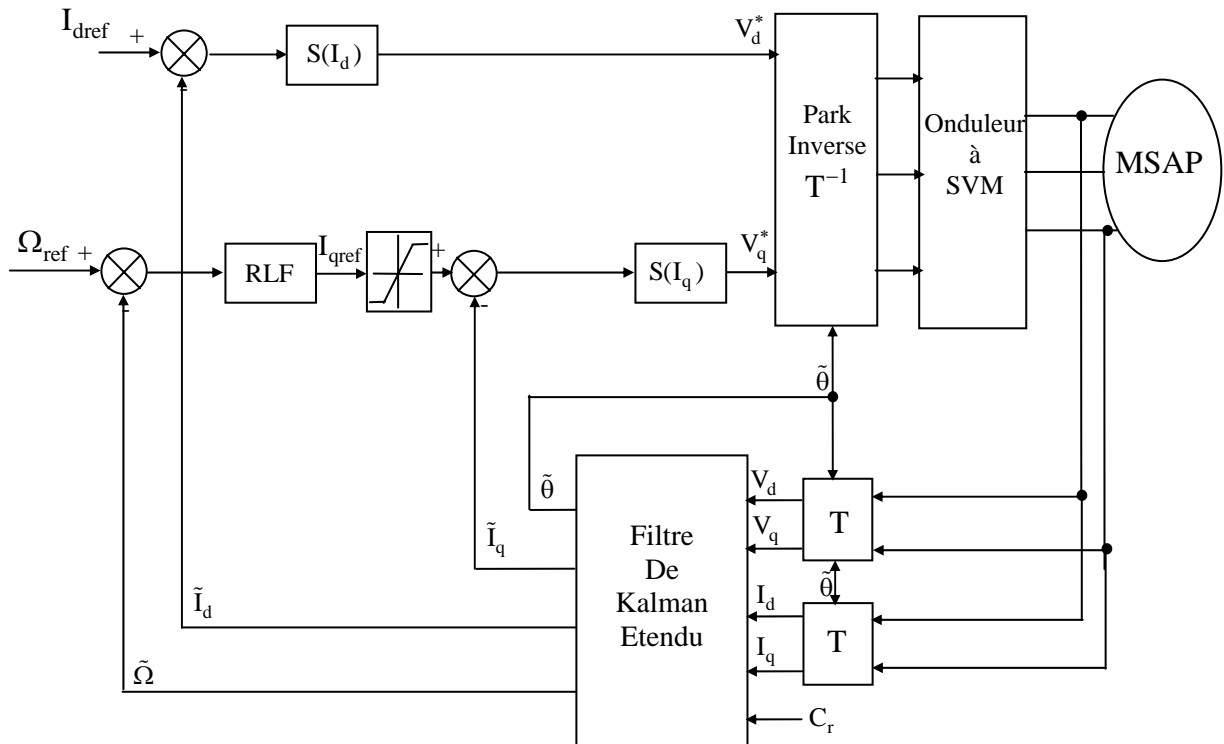 I_dref
+
-
S(I_d)
V_d^*
Park
Inverse
T^−1
Onduleur
à
SVM
MSAP
Ω_ref
+
-
RLF
I_qref
+
-
S(I_q)
V_q^*
θ̃
θ̃
Ĩ_q
Ĩ_d
Ω̃
Filtre
De
Kalman
Etendu
V_d
V_q
T
θ̃
I_d
I_q
T
C_r